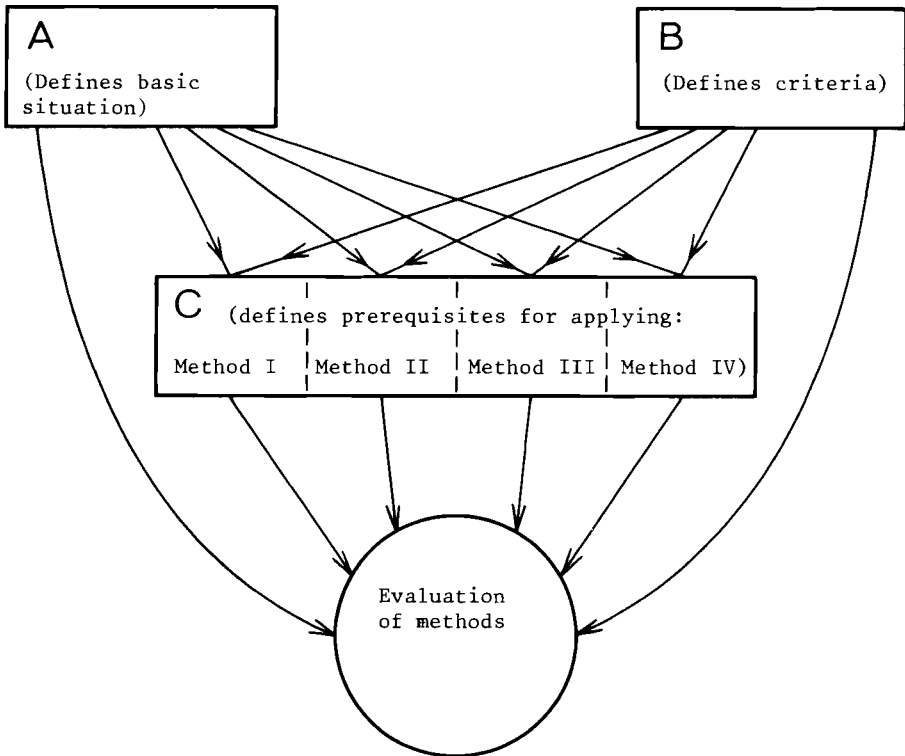 A
(Defines basic
situation)
B
(Defines criteria)
C (defines prerequisites for applying:
Method I Method II Method III Method IV)
Evaluation
of methods